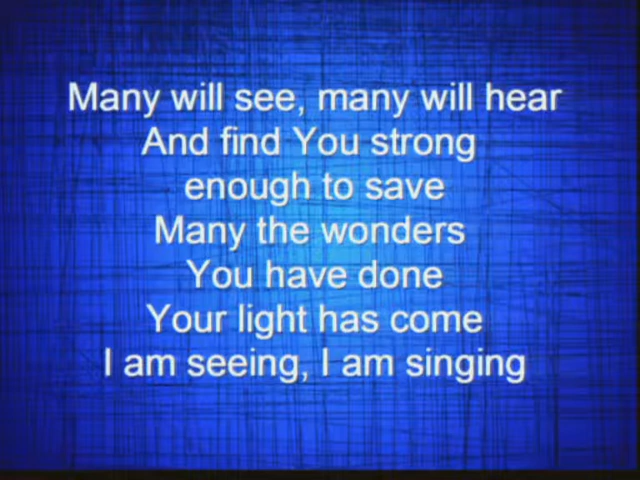 Many will see, many will hear
And find You strong
enough to save
Many the wonders
You have done
Your light has come
I am seeing, I am singing